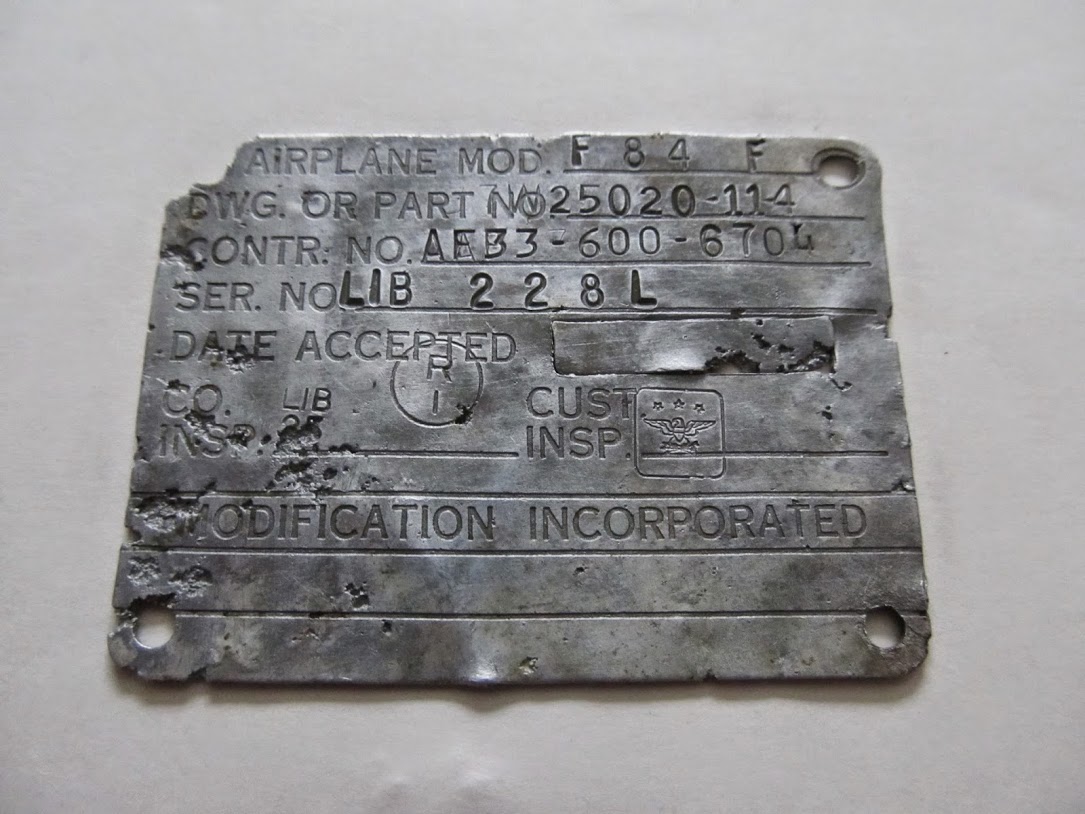 AIRPLANE MOD. F 84 F
DWG. OR PART NO. 7W25020-114
CONTR. NO. AF33-600-6704
SER. NO. LIB 228L
DATE ACCEPTED
R
I
CO. LIB CUST
INSP. INSP.
MODIFICATION INCORPORATED